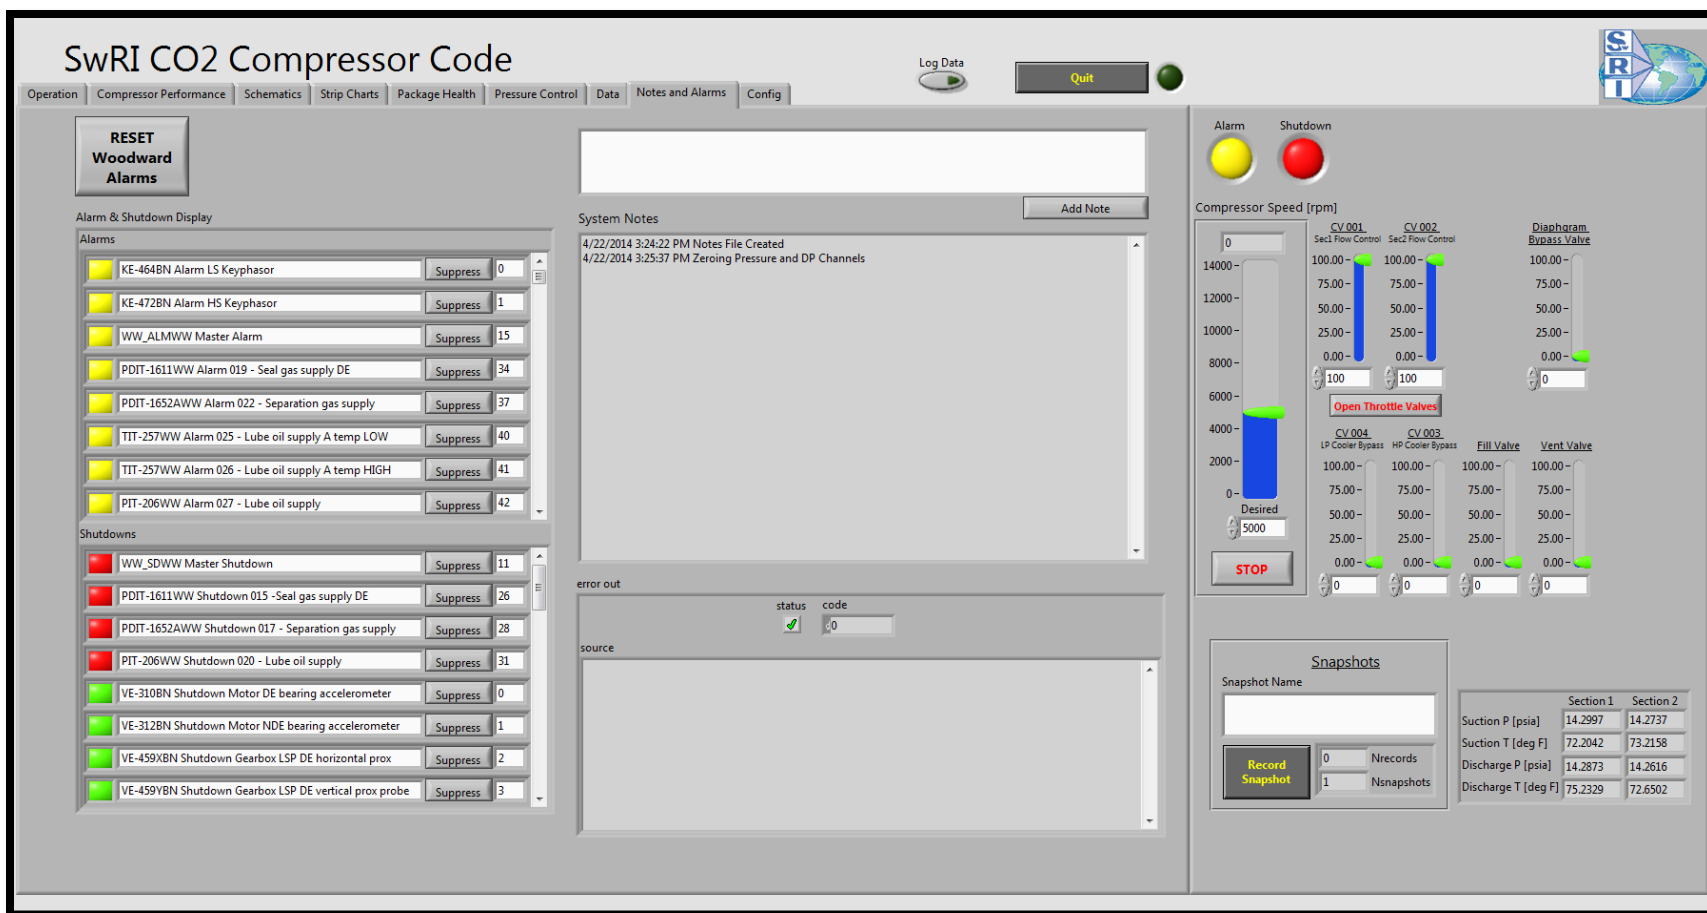 SwRI CO2 Compressor Code
Log Data
Quit
SwRI
Operation
Compressor Performance
Schematics
Strip Charts
Package Health
Pressure Control
Data
Notes and Alarms
Config
RESET
Woodward
Alarms
Alarm & Shutdown Display
Alarms
KE-464BN Alarm LS Keyphasor Suppress 0
KE-472BN Alarm HS Keyphasor Suppress 1
WW_ALMWW Master Alarm Suppress 15
PDIT-1611WW Alarm 019 - Seal gas supply DE Suppress 34
PDIT-1652AWW Alarm 022 - Separation gas supply Suppress 37
TIT-257WW Alarm 025 - Lube oil supply A temp LOW Suppress 40
TIT-257WW Alarm 026 - Lube oil supply A temp HIGH Suppress 41
PIT-206WW Alarm 027 - Lube oil supply Suppress 42
Shutdowns
WW_SDWW Master Shutdown Suppress 11
PDIT-1611WW Shutdown 015 -Seal gas supply DE Suppress 26
PDIT-1652AWW Shutdown 017 - Separation gas supply Suppress 28
PIT-206WW Shutdown 020 - Lube oil supply Suppress 31
VE-310BN Shutdown Motor DE bearing accelerometer Suppress 0
VE-312BN Shutdown Motor NDE bearing accelerometer Suppress 1
VE-459XBN Shutdown Gearbox LSP DE horizontal prox Suppress 2
VE-459YBN Shutdown Gearbox LSP DE vertical prox probe Suppress 3
Add Note
System Notes
4/22/2014 3:24:22 PM Notes File Created
4/22/2014 3:25:37 PM Zeroing Pressure and DP Channels
error out
status code
0
source
Alarm Shutdown
Compressor Speed [rpm]
0
14000
12000
10000
8000
6000
4000
2000
0
Desired
5000
STOP
CV 001 CV 002 Diaphgram
Sec1 Flow Control Sec2 Flow Control Bypass Valve
100.00 100.00 100.00
75.00 75.00 75.00
50.00 50.00 50.00
25.00 25.00 25.00
0.00 0.00 0.00
100 100 0
Open Throttle Valves
CV 004 CV 003
LP Cooler Bypass HP Cooler Bypass Fill Valve Vent Valve
100.00 100.00 100.00 100.00
75.00 75.00 75.00 75.00
50.00 50.00 50.00 50.00
25.00 25.00 25.00 25.00
0.00 0.00 0.00 0.00
0 0 0 0
Snapshots
Snapshot Name
Record
Snapshot
0 Nrecords
1 Nsnapshots
Section 1 Section 2
Suction P [psia] 14.2997 14.2737
Suction T [deg F] 72.2042 73.2158
Discharge P [psia] 14.2873 14.2616
Discharge T [deg F] 75.2329 72.6502